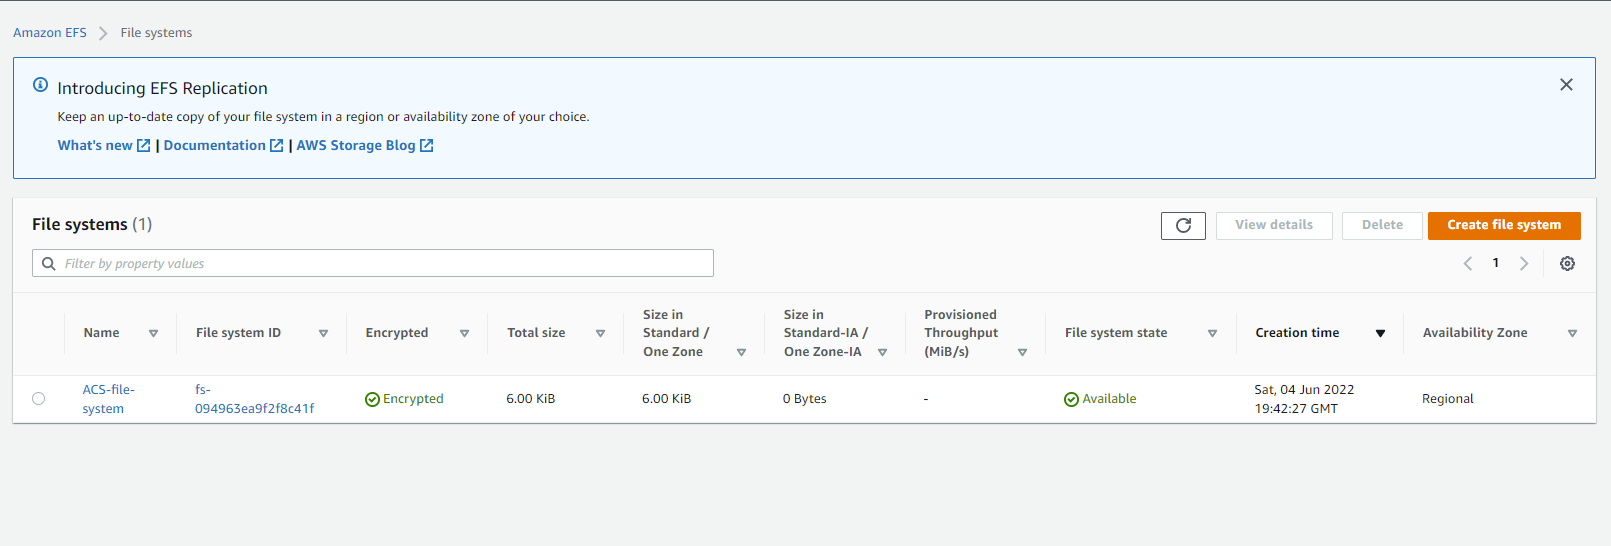 Amazon EFS > File systems
Introducing EFS Replication
Keep an up-to-date copy of your file system in a region or availability zone of your choice.
What's new | Documentation | AWS Storage Blog
File systems (1)
View details
Delete
Create file system
Filter by property values
1
Name
File system ID
Encrypted
Total size
Size in
Standard /
One Zone
Size in
Standard-IA /
One Zone-IA
Provisioned
Throughput
(MiB/s)
File system state
Creation time
Availability Zone
ACS-file-
system
fs-
094963ea9f2f8c41f
Encrypted
6.00 KiB
6.00 KiB
0 Bytes
-
Available
Sat, 04 Jun 2022
19:42:27 GMT
Regional